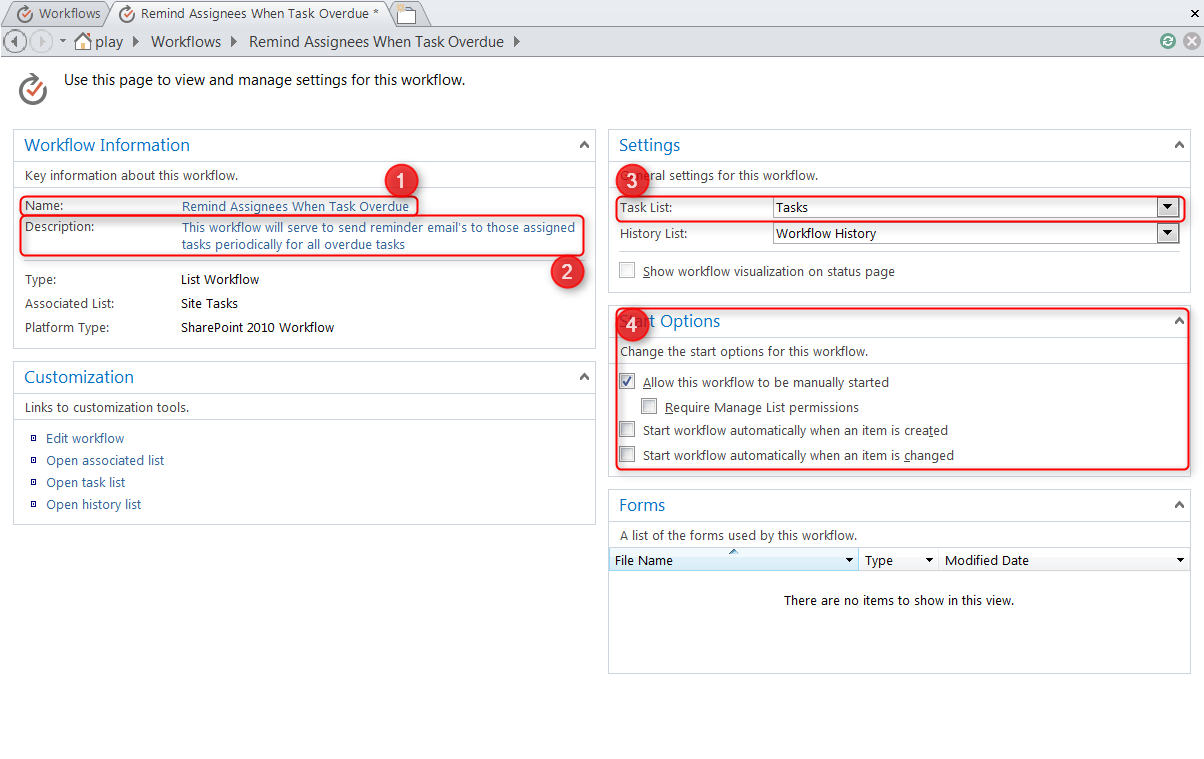 Workflows
Remind Assignees When Task Overdue *
play
Workflows
Remind Assignees When Task Overdue
Use this page to view and manage settings for this workflow.
Workflow Information
Key information about this workflow.
1
Name: Remind Assignees When Task Overdue
Description: This workflow will serve to send reminder email's to those assigned
tasks periodically for all overdue tasks
2
Type: List Workflow
Associated List: Site Tasks
Platform Type: SharePoint 2010 Workflow
Customization
Links to customization tools.
Edit workflow
Open associated list
Open task list
Open history list
Settings
3
settings for this workflow.
Task List: Tasks
History List: Workflow History
Show workflow visualization on status page
4
Options
Change the start options for this workflow.
Allow this workflow to be manually started
Require Manage List permissions
Start workflow automatically when an item is created
Start workflow automatically when an item is changed
Forms
A list of the forms used by this workflow.
File Name Type Modified Date
There are no items to show in this view.